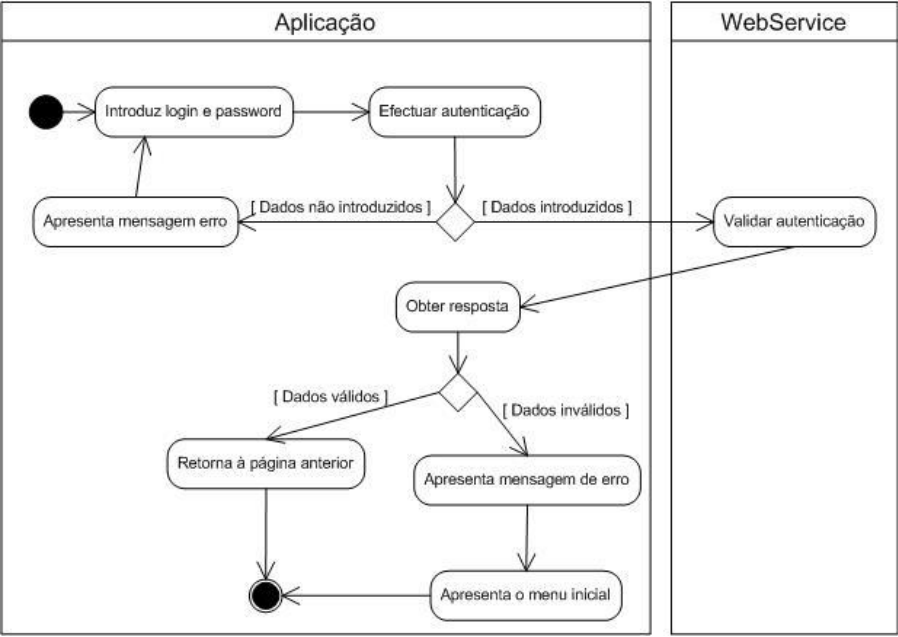 Aplicação
WebService
Introduz login e password
Efectuar autenticação
Apresenta mensagem erro
[ Dados não introduzidos ]
[ Dados introduzidos ]
Validar autenticação
Obter resposta
[ Dados válidos ]
[ Dados inválidos ]
Retorna à página anterior
Apresenta mensagem de erro
Apresenta o menu inicial